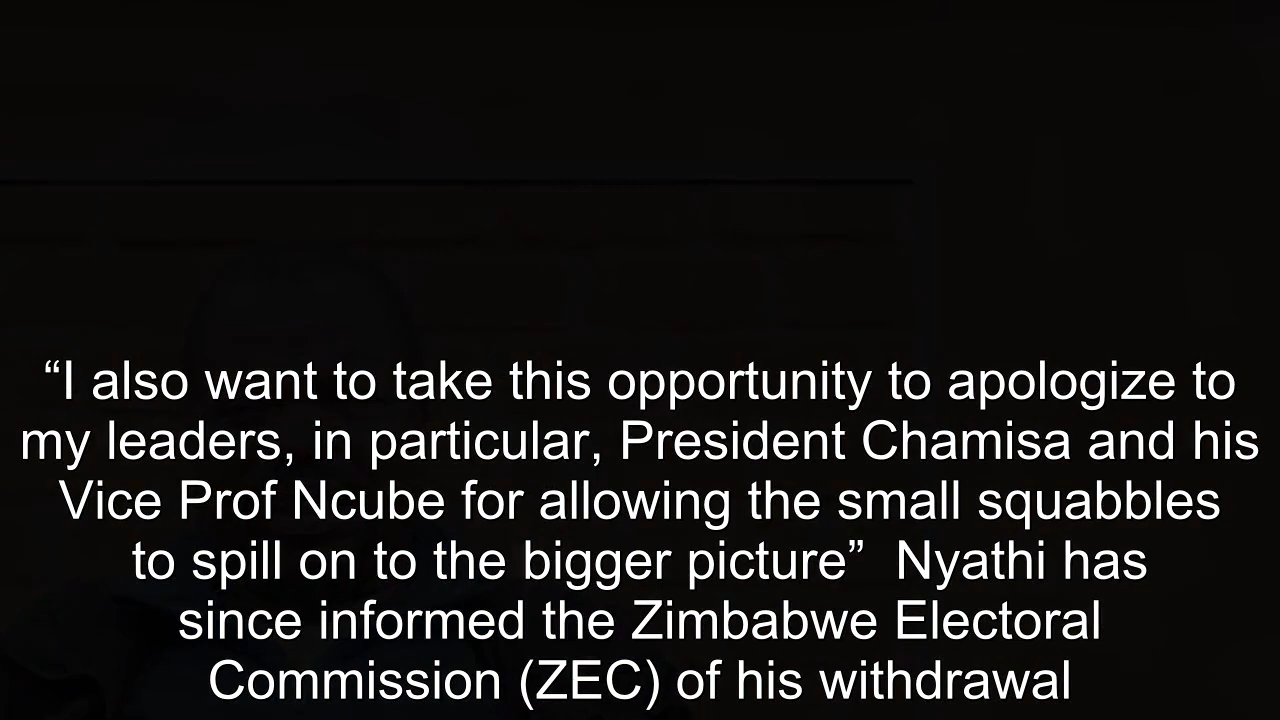 “I also want to take this opportunity to apologize to
my leaders, in particular, President Chamisa and his
Vice Prof Ncube for allowing the small squabbles
to spill on to the bigger picture”  Nyathi has
since informed the Zimbabwe Electoral
Commission (ZEC) of his withdrawal